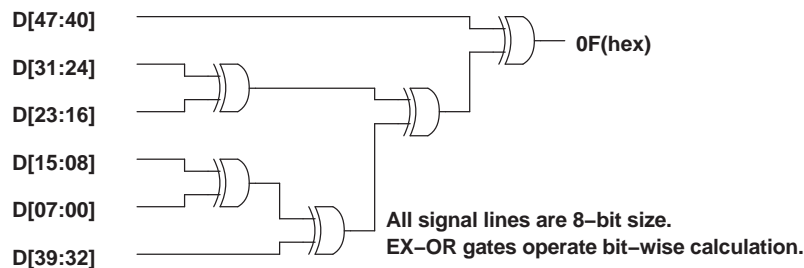 D[47:40]
0F(hex)
D[31:24]
D[23:16]
D[15:08]
D[07:00]
D[39:32]
All signal lines are 8−bit size.
EX−OR gates operate bit−wise calculation.